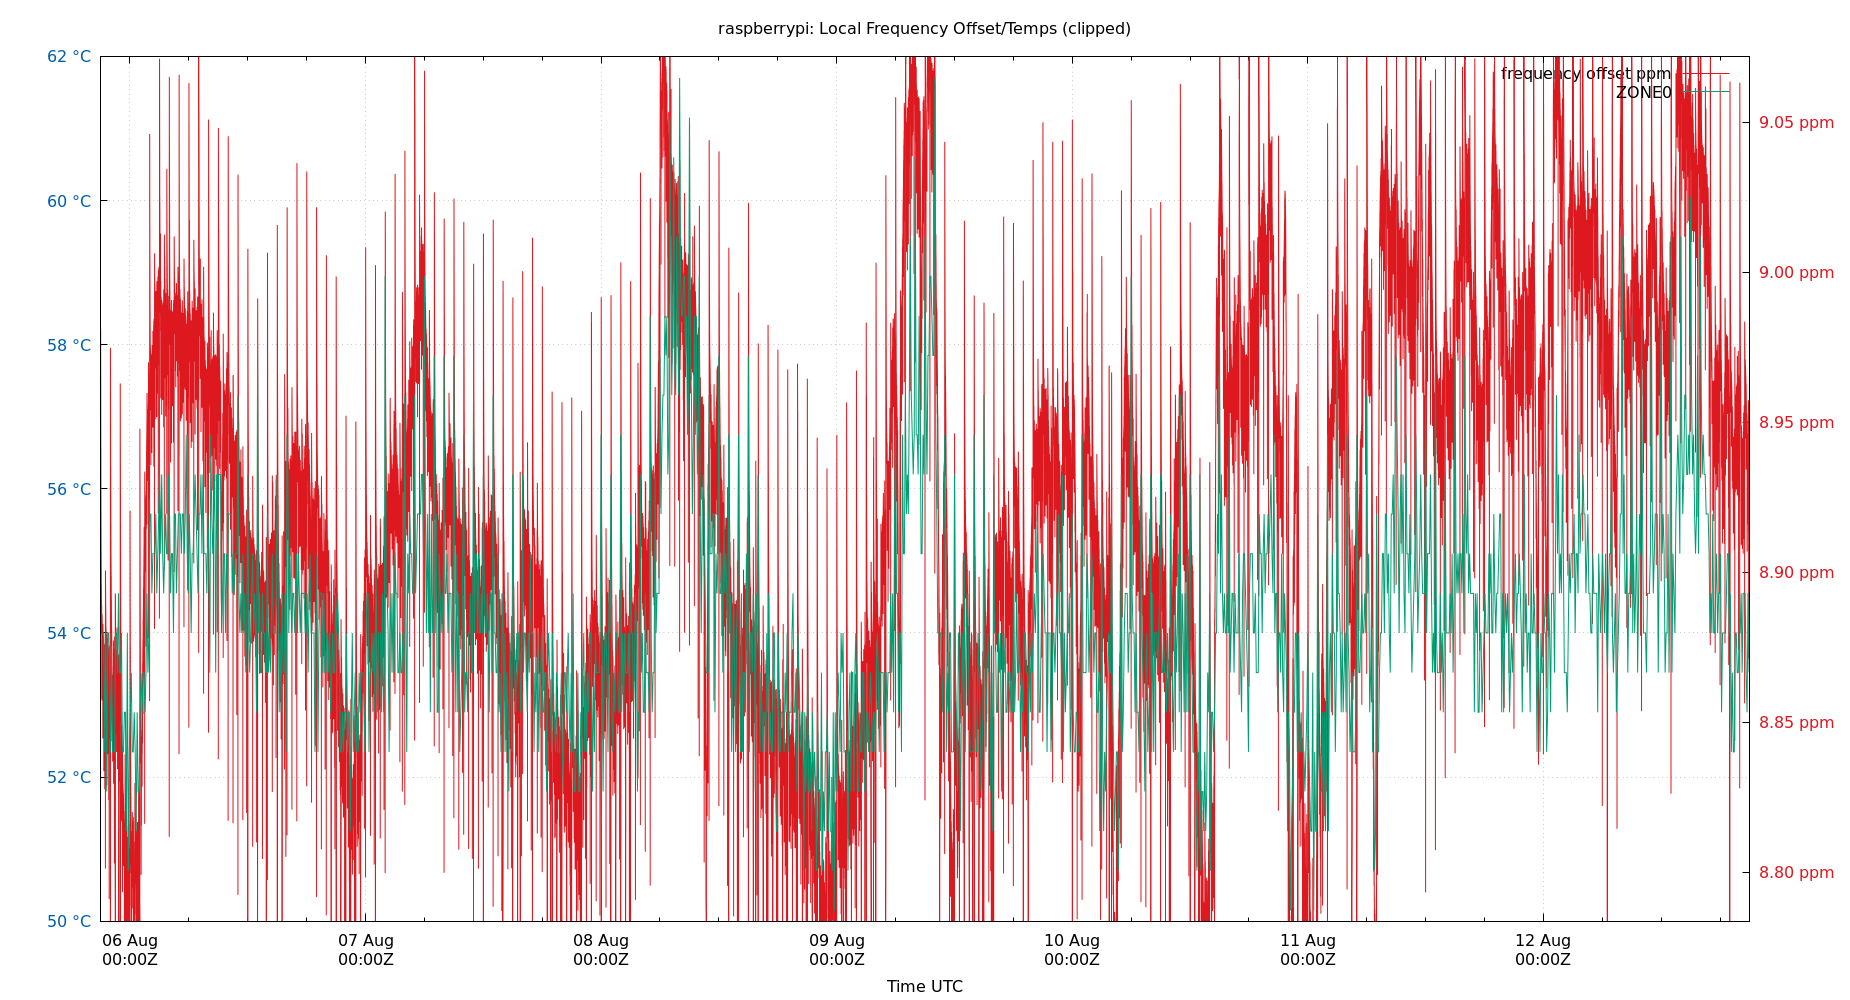 raspberrypi: Local Frequency Offset/Temps (clipped)
62 °C
60 °C
58 °C
56 °C
54 °C
52 °C
50 °C
frequency offset ppm
ZONE0
9.05 ppm
9.00 ppm
8.95 ppm
8.90 ppm
8.85 ppm
8.80 ppm
06 Aug
00:00Z
07 Aug
00:00Z
08 Aug
00:00Z
09 Aug
00:00Z
10 Aug
00:00Z
11 Aug
00:00Z
12 Aug
00:00Z
Time UTC